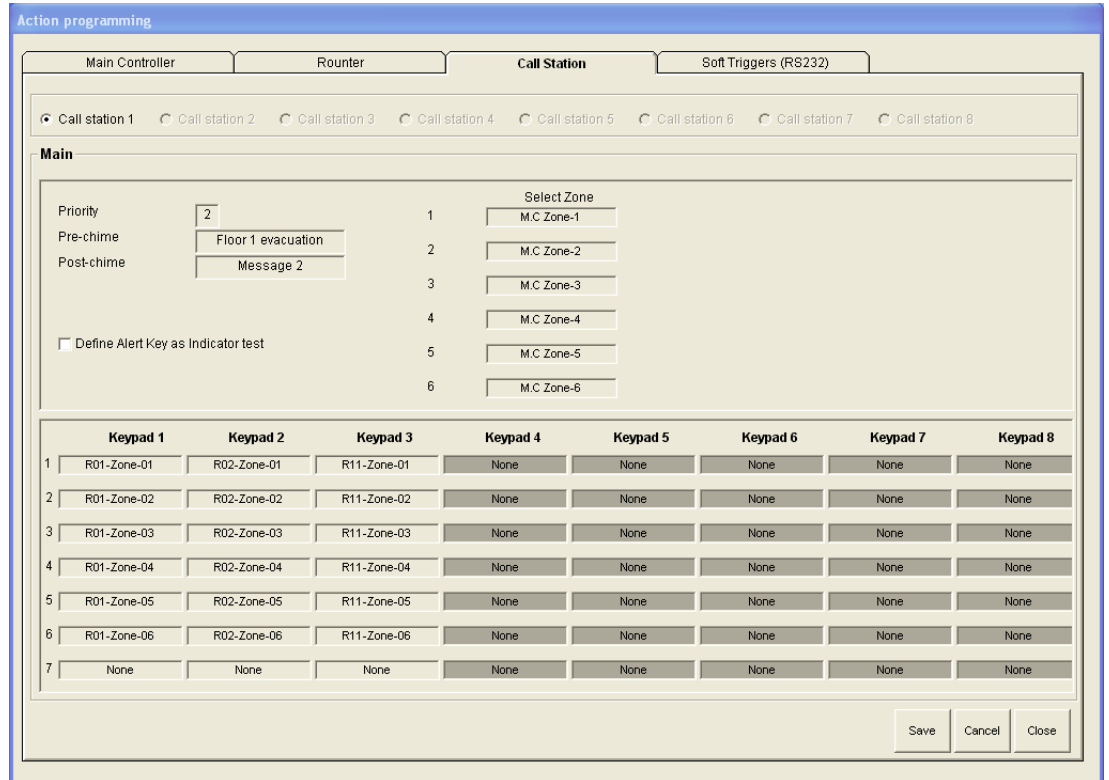 Action programming
Main Controller Rounter Call Station Soft Triggers (RS232)
Call station 1 Call station 2 Call station 3 Call station 4 Call station 5 Call station 6 Call station 7 Call station 8
Main
Select Zone
Priority 2 1 M.C Zone-1
Pre-chime Floor 1 evacuation 2 M.C Zone-2
Post-chime Message 2
3 M.C Zone-3
4 M.C Zone-4
Define Alert Key as Indicator test
5 M.C Zone-5
6 M.C Zone-6
Keypad 1 Keypad 2 Keypad 3 Keypad 4 Keypad 5 Keypad 6 Keypad 7 Keypad 8
1 R01-Zone-01 R02-Zone-01 R11-Zone-01 None None None None None
2 R01-Zone-02 R02-Zone-02 R11-Zone-02 None None None None None
3 R01-Zone-03 R02-Zone-03 R11-Zone-03 None None None None None
4 R01-Zone-04 R02-Zone-04 R11-Zone-04 None None None None None
5 R01-Zone-05 R02-Zone-05 R11-Zone-05 None None None None None
6 R01-Zone-06 R02-Zone-06 R11-Zone-06 None None None None None
7 None None None None None None None None
Save Cancel Close